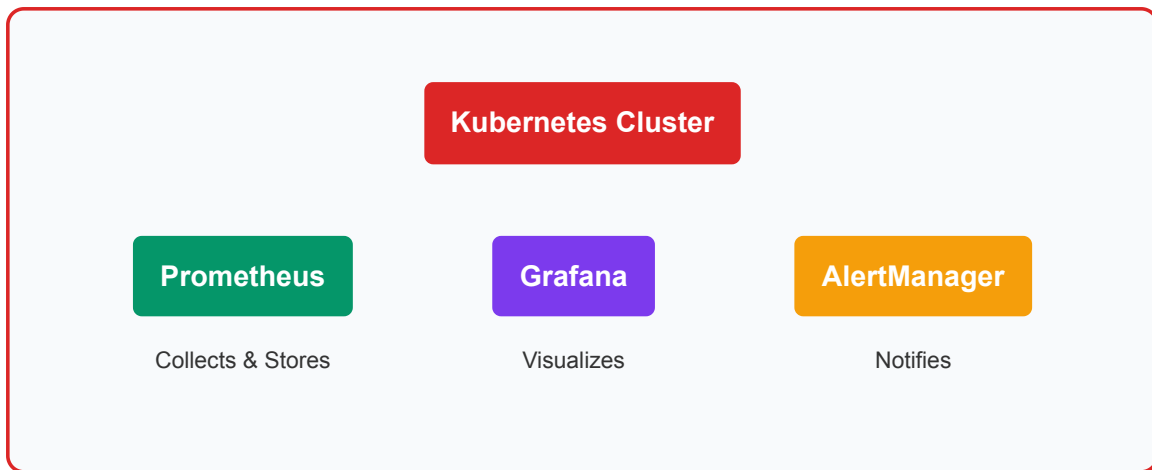 Kubernetes Cluster
Prometheus
Grafana
AlertManager
Collects & Stores
Visualizes
Notifies